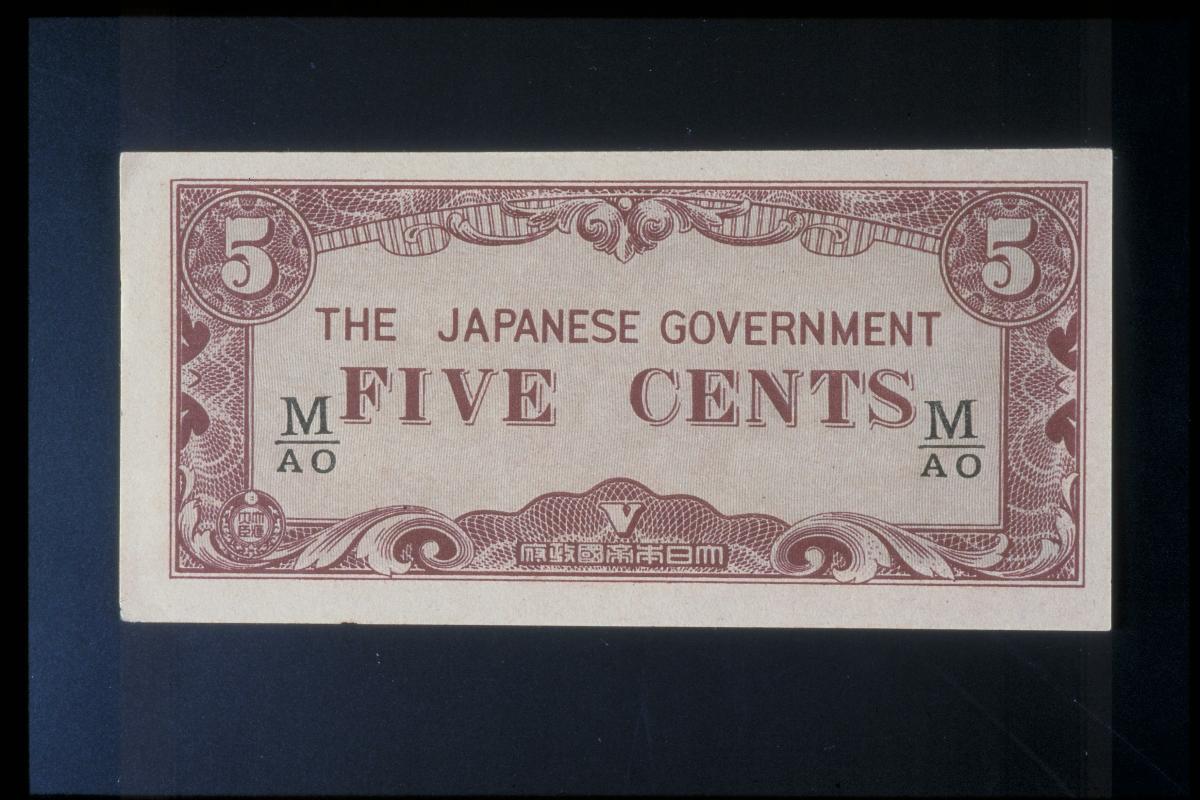 5 5
THE JAPANESE GOVERNMENT
FIVE CENTS
M
AO
M
AO
V
大日本帝國政府